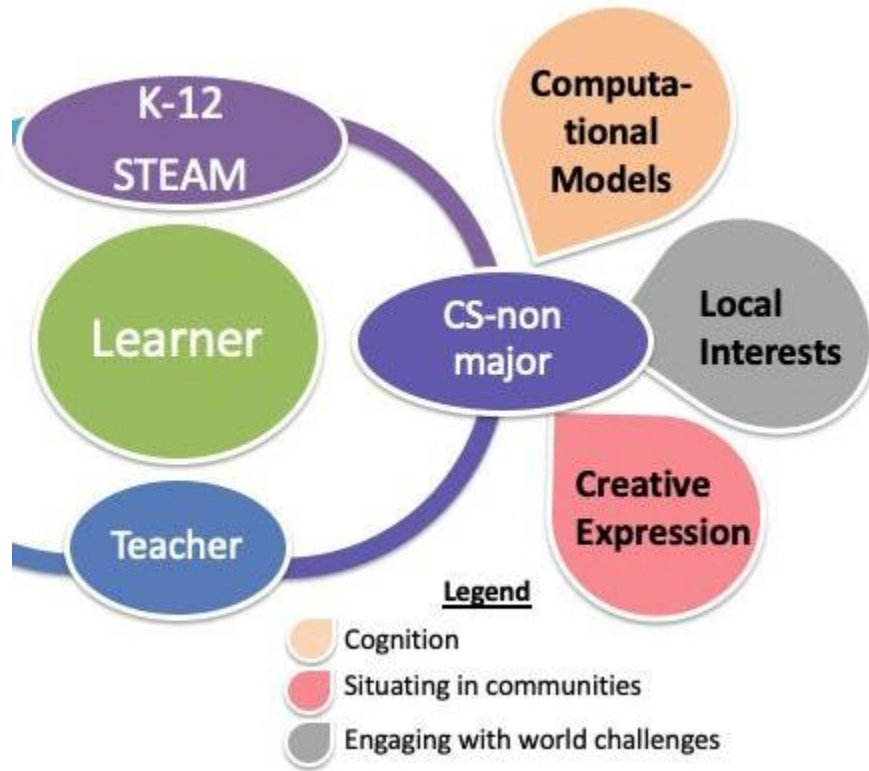 K-12
STEAM
Computa-
tional
Models
Learner
CS-non
major
Local
Interests
Teacher
Creative
Expression
Legend
Cognition
Situating in communities
Engaging with world challenges